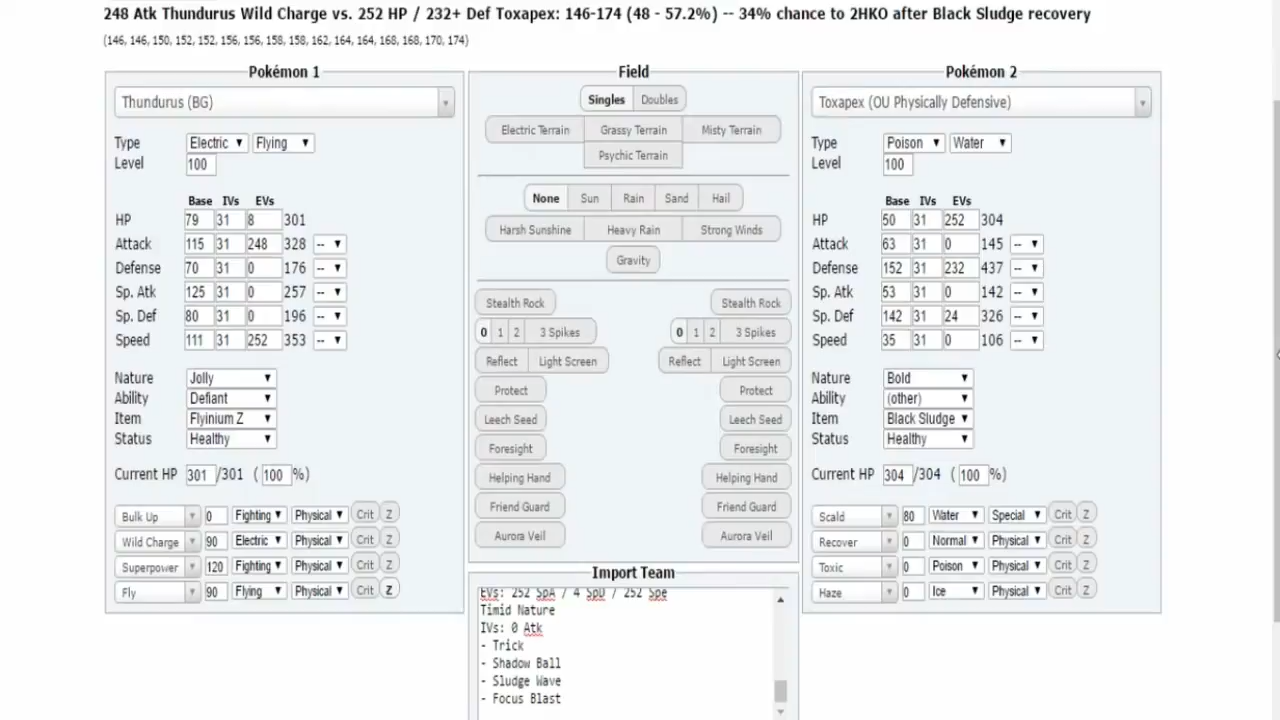 248 Atk Thundurus Wild Charge vs. 252 HP / 232+ Def Toxapex: 146-174 (48 - 57.2%) -- 34% chance to 2HKO after Black Sludge recovery
(146, 146, 150, 152, 152, 156, 156, 158, 158, 162, 164, 164, 168, 168, 170, 174)
Pokémon 1
Thundurus (BG)
Type Electric Flying
Level 100
Base IVs EVs
HP 79 31 8 301
Attack 115 31 248 328 --
Defense 70 31 0 176 --
Sp. Atk 125 31 0 257 --
Sp. Def 80 31 0 196 --
Speed 111 31 252 353 --
Nature Jolly
Ability Defiant
Item Flyinium Z
Status Healthy
Current HP 301 /301 ( 100 %)
Bulk Up 0 Fighting Physical Crit Z
Wild Charge 90 Electric Physical Crit Z
Superpower 120 Fighting Physical Crit Z
Fly 90 Flying Physical Crit Z
Field
Singles Doubles
Electric Terrain Grassy Terrain Misty Terrain
Psychic Terrain
None Sun Rain Sand Hail
Harsh Sunshine Heavy Rain Strong Winds
Gravity
Stealth Rock Stealth Rock
0 1 2 3 Spikes 0 1 2 3 Spikes
Reflect Light Screen Reflect Light Screen
Protect Protect
Leech Seed Leech Seed
Foresight Foresight
Helping Hand Helping Hand
Friend Guard Friend Guard
Aurora Veil Aurora Veil
Import Team
EVs: 252 SpA / 4 SpD / 252 Spe
Timid Nature
IVs: 0 Atk
- Trick
- Shadow Ball
- Sludge Wave
- Focus Blast
Pokémon 2
Toxapex (OU Physically Defensive)
Type Poison Water
Level 100
Base IVs EVs
HP 50 31 252 304
Attack 63 31 0 145 --
Defense 152 31 232 437 --
Sp. Atk 53 31 0 142 --
Sp. Def 142 31 24 326 --
Speed 35 31 0 106 --
Nature Bold
Ability (other)
Item Black Sludge
Status Healthy
Current HP 304 /304 ( 100 %)
Scald 80 Water Special Crit Z
Recover 0 Normal Physical Crit Z
Toxic 0 Poison Physical Crit Z
Haze 0 Ice Physical Crit Z